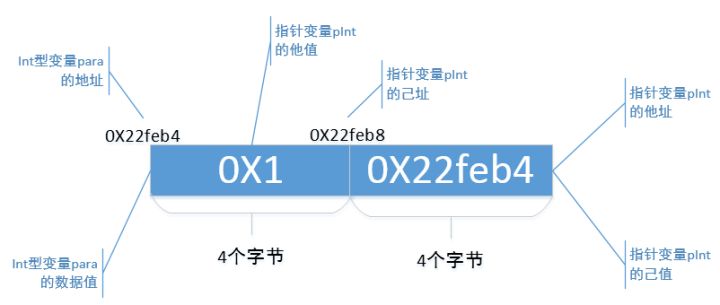 指针变量pInt
的他值
Int型变量para
的地址
指针变量pInt
的己址
指针变量pInt
的他址
0X22feb4
0X22feb8
0X1
0X22feb4
4个字节
4个字节
Int型变量para
的数据值
指针变量pInt
的己值